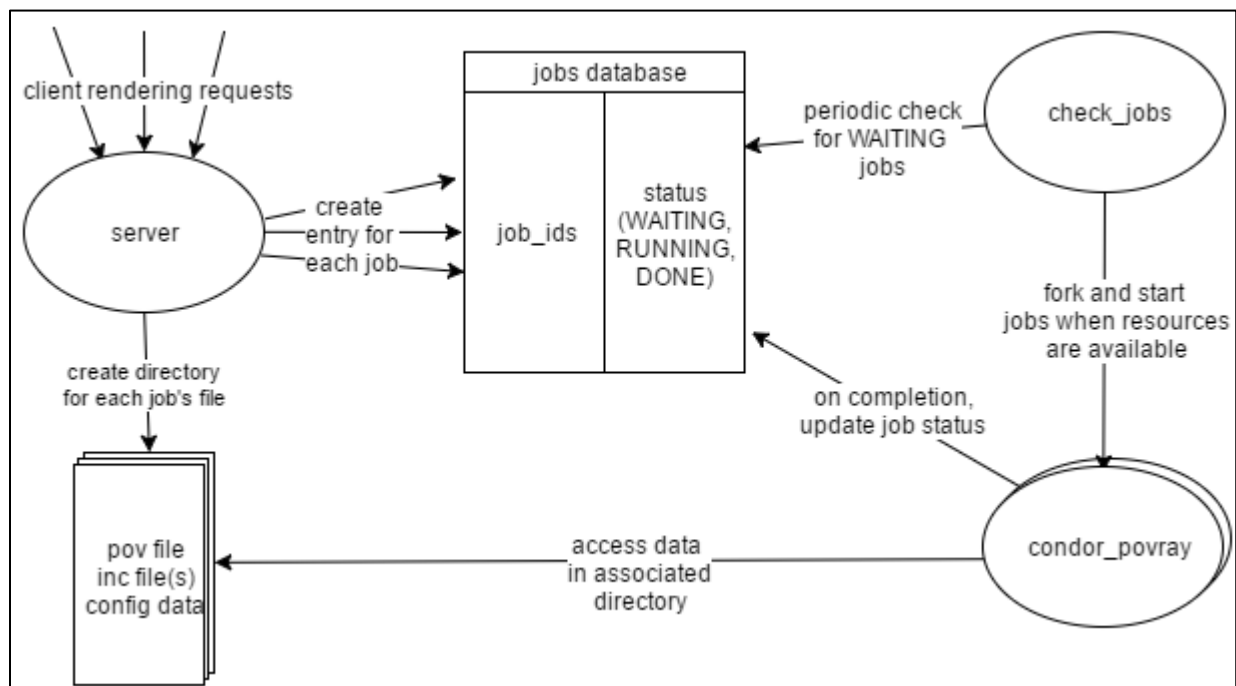 client rendering requests
server
create
entry for
each job
jobs database
job_ids
status
(WAITING,
RUNNING,
DONE)
periodic check
for WAITING
jobs
check_jobs
fork and start
jobs when resources
are available
create directory
for each job's file
on completion,
update job status
pov file
inc file(s)
config data
access data
in associated
directory
condor_povray